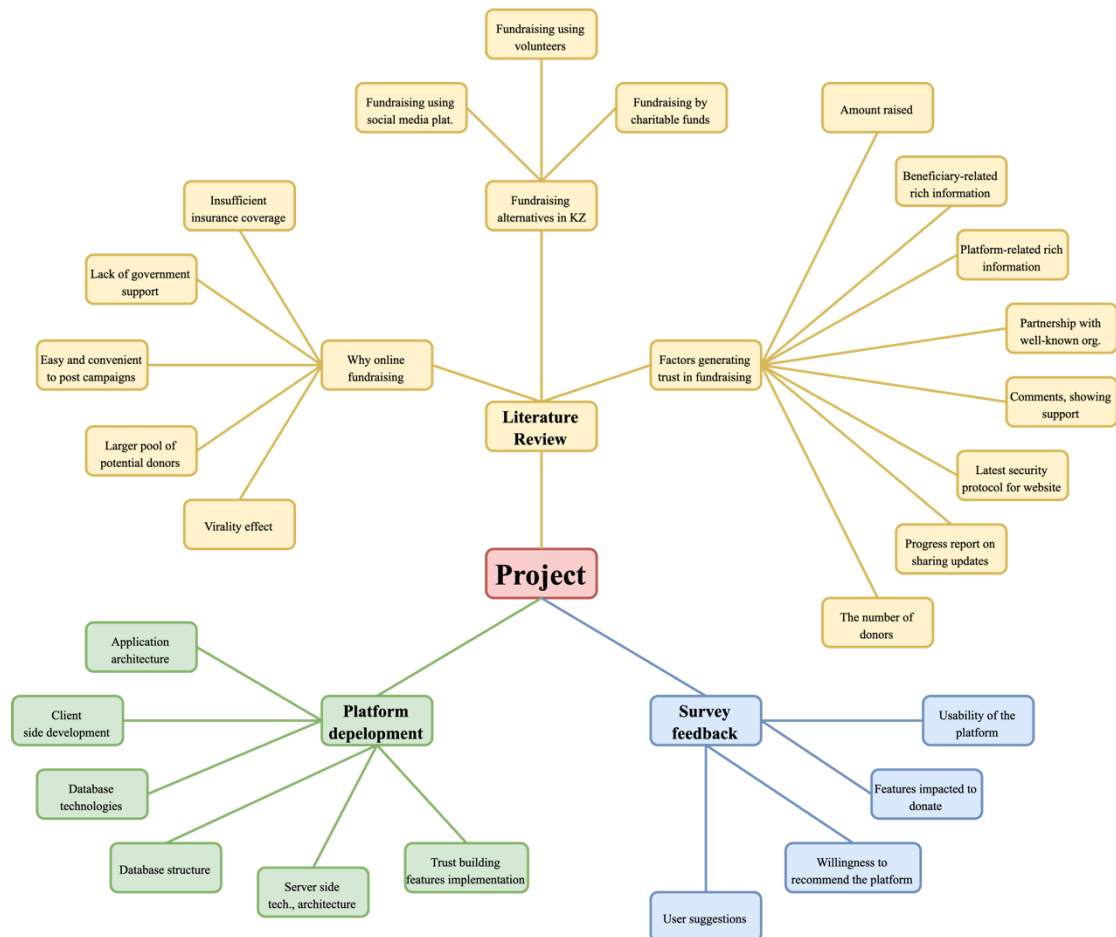 Fundraising using
volunteers
Fundraising using
social media plat.
Fundraising by
charitable funds
Amount raised
Beneficiary-related
rich information
Insufficient
insurance coverage
Fundraising
alternatives in KZ
Platform-related rich
information
Lack of government
support
Partnership with
well-known org.
Easy and convenient
to post campaigns
Why online
fundraising
Factors generating
trust in fundraising
Comments, showing
support
Literature
Review
Larger pool of
potential donors
Latest security
protocol for website
Virality effect
Progress report on
sharing updates
Project
The number of
donors
Application
architecture
Client
side development
Platform
depelopment
Survey
feedback
Usability of the
platform
Database
technologies
Features impacted to
donate
Database structure
Server side
tech., architecture
Trust building
features implementation
Willingness to
recommend the platform
User suggestions